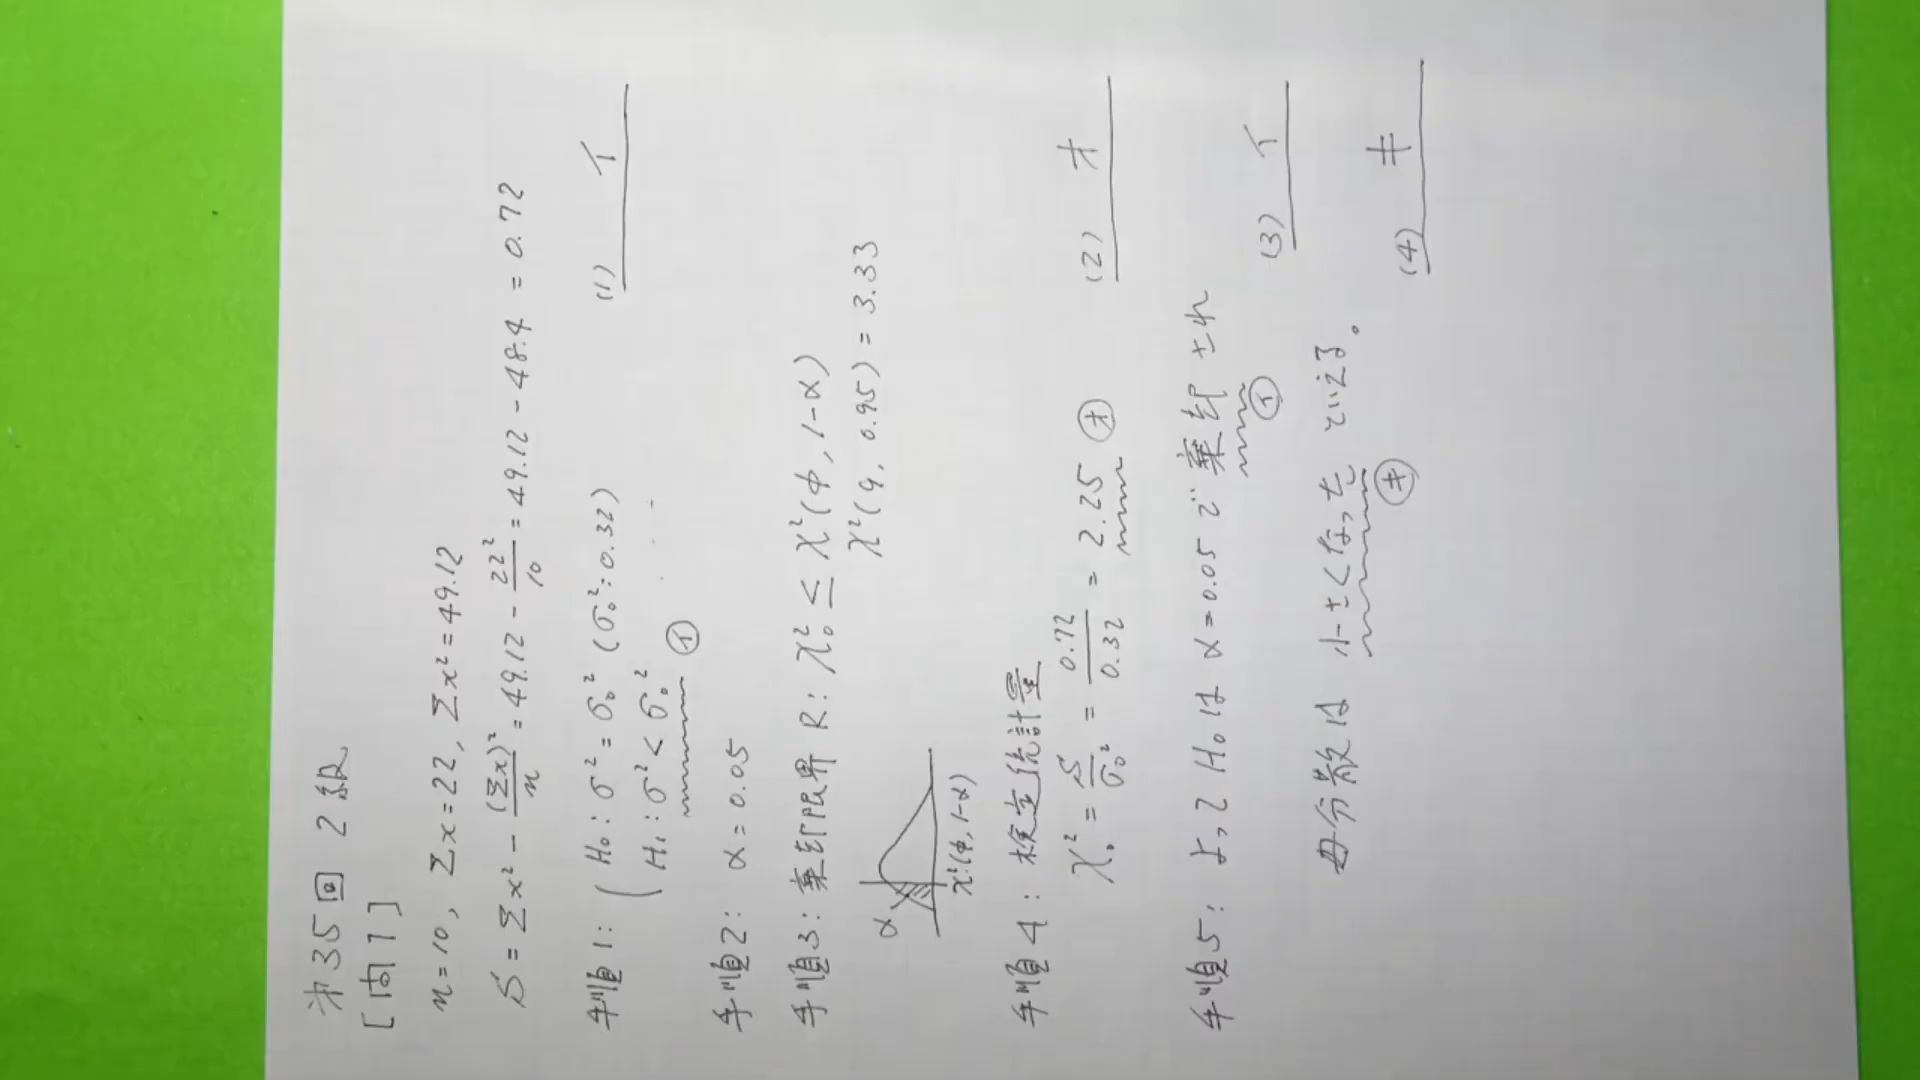 第35回 2級
[問1]
n=10, Σx=22, Σx²=49.12
S=Σx²-(Σx)²/n=49.12-22²/10=49.12-48.4=0.72
手順1: H₀:σ²=σ₀² (σ₀²=0.32)
H₁:σ²<σ₀² イ
(1) イ
手順2: α=0.05
手順3: 棄却限界 R: χ₀²≤χ²(φ,1-α)
χ²(9,0.95)=3.33
α
χ²(φ,1-α)
手順4: 検定統計量
χ₀²=S/σ₀²=0.72/0.32=2.25 オ
(2) オ
手順5: よって H₀は α=0.05で棄却され
イ
(3) イ
母分散は小さくなったといえる。
キ
(4) キ